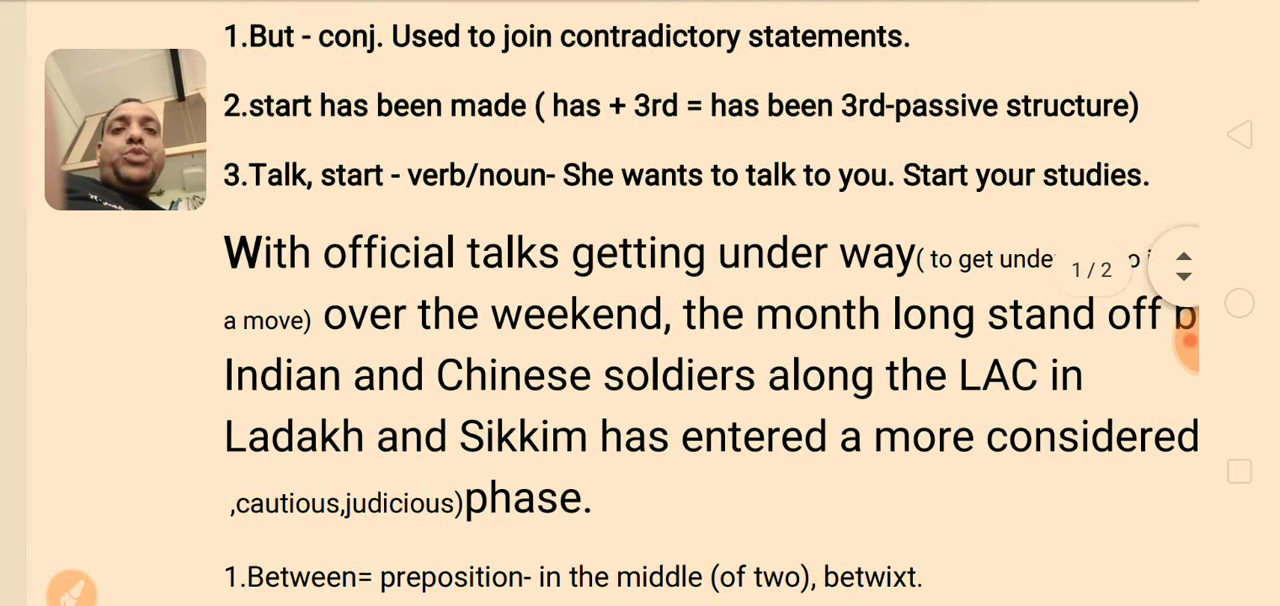 1.But - conj. Used to join contradictory statements.
2.start has been made ( has + 3rd = has been 3rd-passive structure)
3.Talk, start - verb/noun- She wants to talk to you. Start your studies.
With official talks getting under way( to get unde
1 / 2
a move) over the weekend, the month long stand off b
Indian and Chinese soldiers along the LAC in
Ladakh and Sikkim has entered a more considered
,cautious,judicious)phase.
1.Between= preposition- in the middle (of two), betwixt.